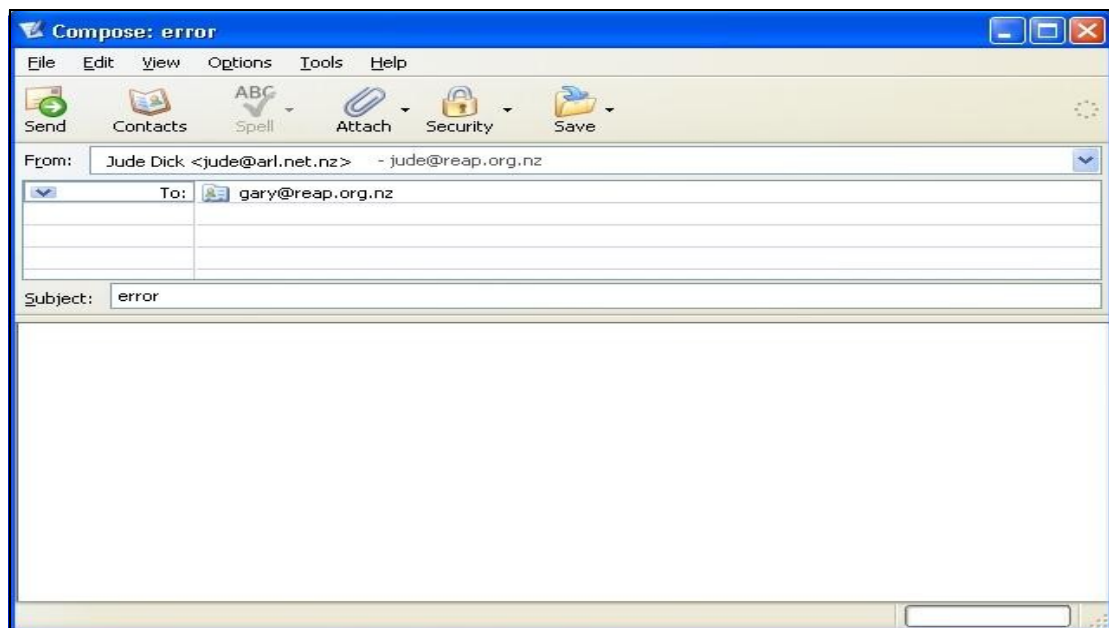 Compose: error
File Edit View Options Tools Help
ABC
Send Contacts Spell Attach Security Save
From: Jude Dick <jude@arl.net.nz> - jude@reap.org.nz
To: gary@reap.org.nz
Subject: error